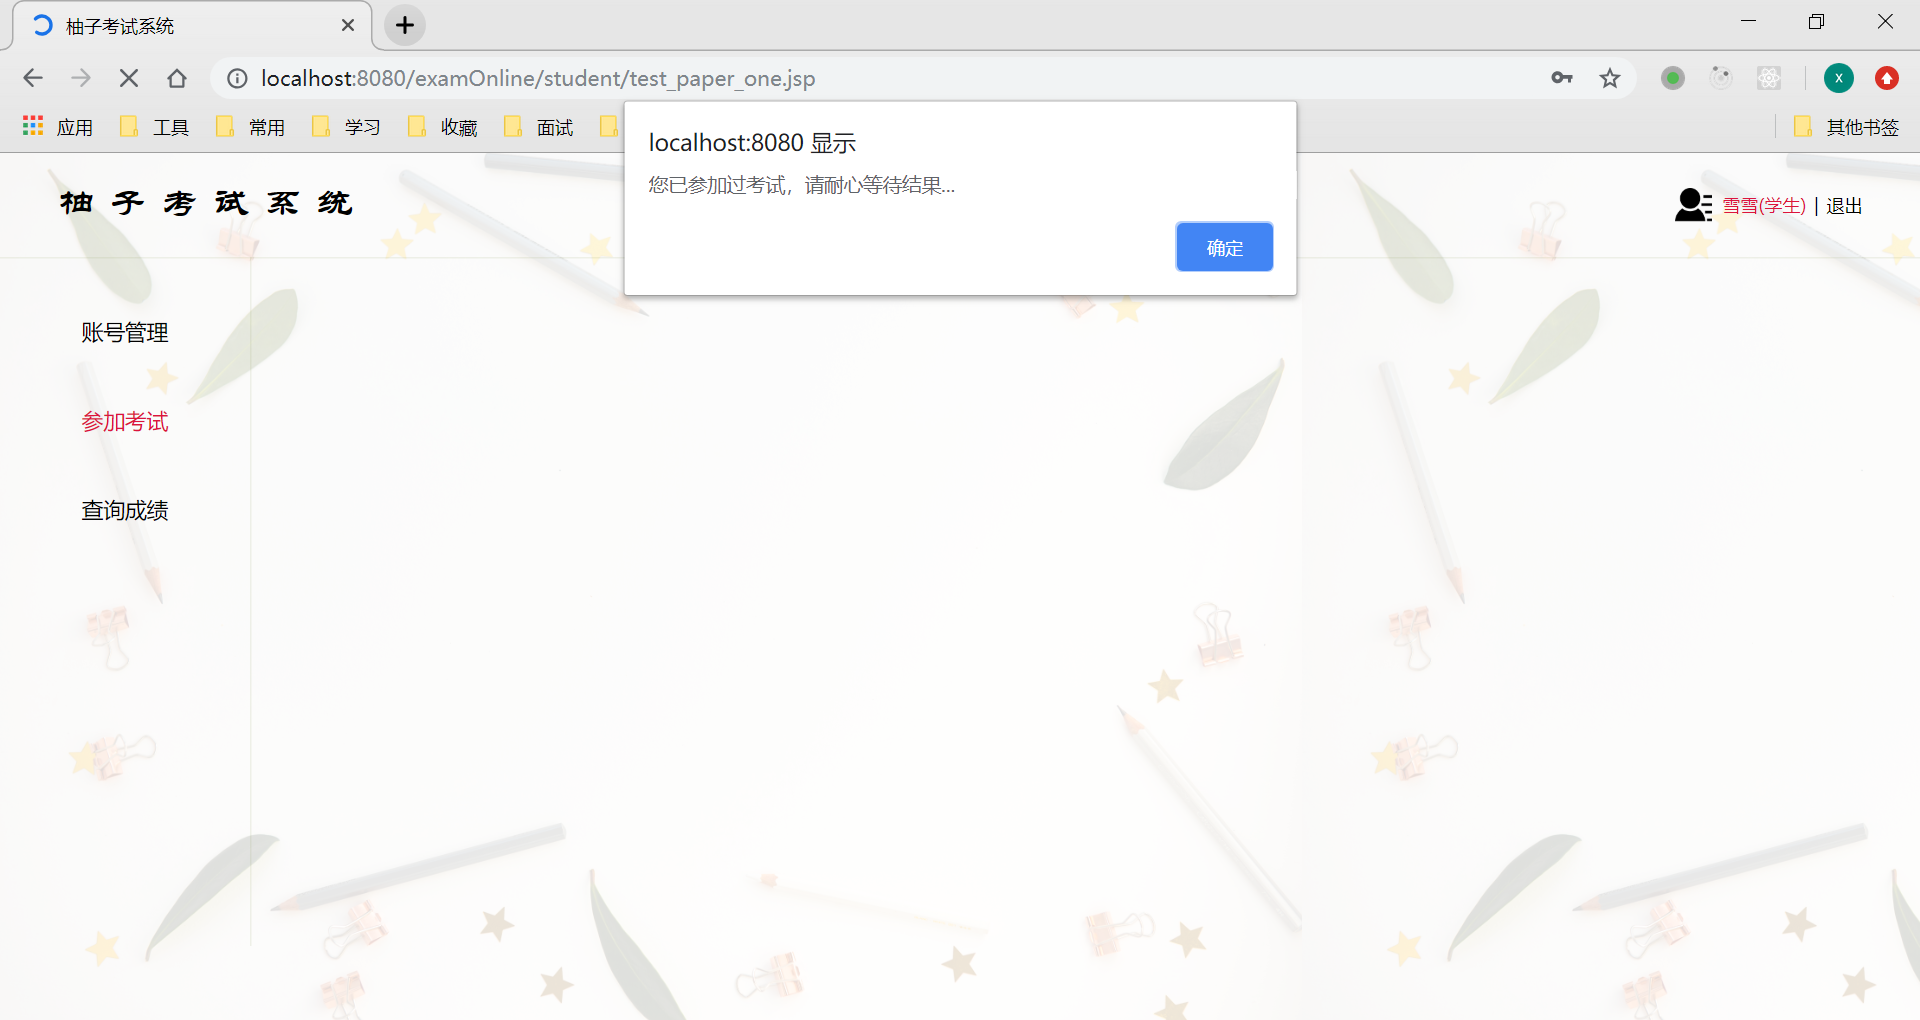 柚子考试系统
localhost:8080/examOnline/student/test_paper_one.jsp
X
应用
工具
常用
学习
收藏
面试
其他书签
localhost:8080 显示
您已参加过考试，请耐心等待结果...
确定
柚子考试系统
雪雪(学生) | 退出
账号管理
参加考试
查询成绩